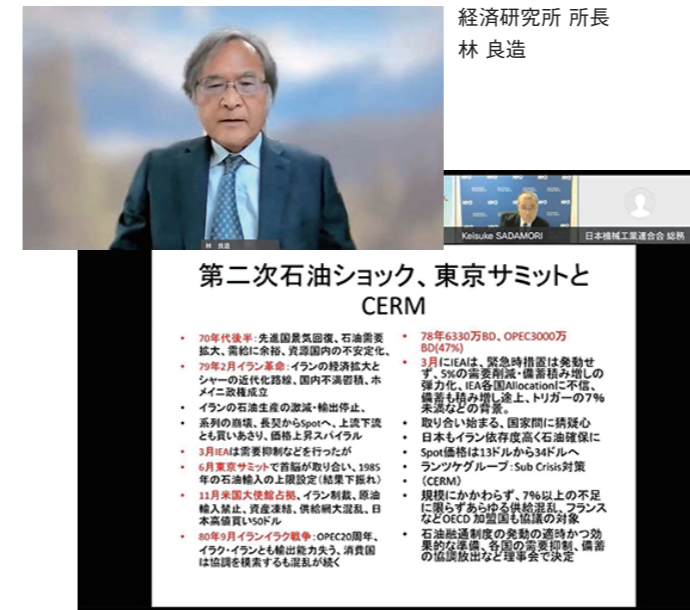 経済研究所 所長
林 良造
林 良造
Keisuke SADAMORI
日本機械工業連合会 総務
第二次石油ショック、東京サミットと
CERM
• 70年代後半：先進国景気回復、石油需要
拡大、需給に余裕、資源国内の不安定化、
• 79年2月イラン革命：イランの経済拡大と
シャーの近代化路線、国内不満鬱積、ホ
メイニ政権成立
• イランの石油生産の激減・輸出停止、
• 系列の崩壊、長契からSpotへ、上流下流
とも買いあさり、価格上昇スパイラル
• 3月IEAは需要抑制などを行ったが
• 6月東京サミットで首脳が取り合い、1985
年の石油輸入の上限設定（結果下振れ）
• 11月米国大使館占拠、イラン制裁、原油
輸入禁止、資産凍結、供給網大混乱、日
本高値買い50ドル
• 80年9月イランイラク戦争：OPEC20周年、
イラク・イランとも輸出能力失う、消費国
は協調を模索するも混乱が続く
• 78年6330万BD、OPEC3000万
BD(47%)
• 3月にIEAは、緊急時措置は発動せ
ず、5%の需要削減・備蓄積み増しの
弾力化、IEA各国Allocationに不信、
備蓄も積み増し途上、トリガーの7%
未満などの背景。
• 取り合い始まる、国家間に猜疑心
• 日本もイラン依存度高く石油確保に
• Spot価格は13ドルから34ドルへ
• ランツケグループ：Sub Crisis対策
• （CERM）
• 規模にかかわらず、7%以上の不足
に限らずあらゆる供給混乱、フランス
などOECD 加盟国も協議の対象
• 石油融通制度の発動の適時かつ効
果的な準備、各国の需要抑制、備蓄
の協調放出など理事会で決定